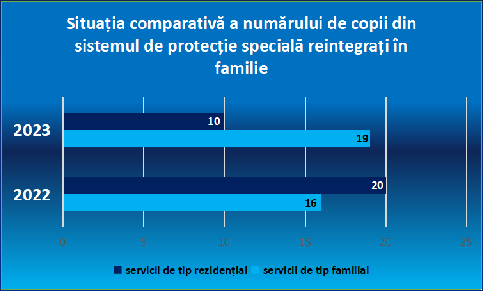 Situația comparativă a numărului de copii din
sistemul de protecție specială reintegrați în
familie
2023
10
19
2022
20
16
0 5 10 15 20 25
servicii de tip rezidențial servicii de tip familial